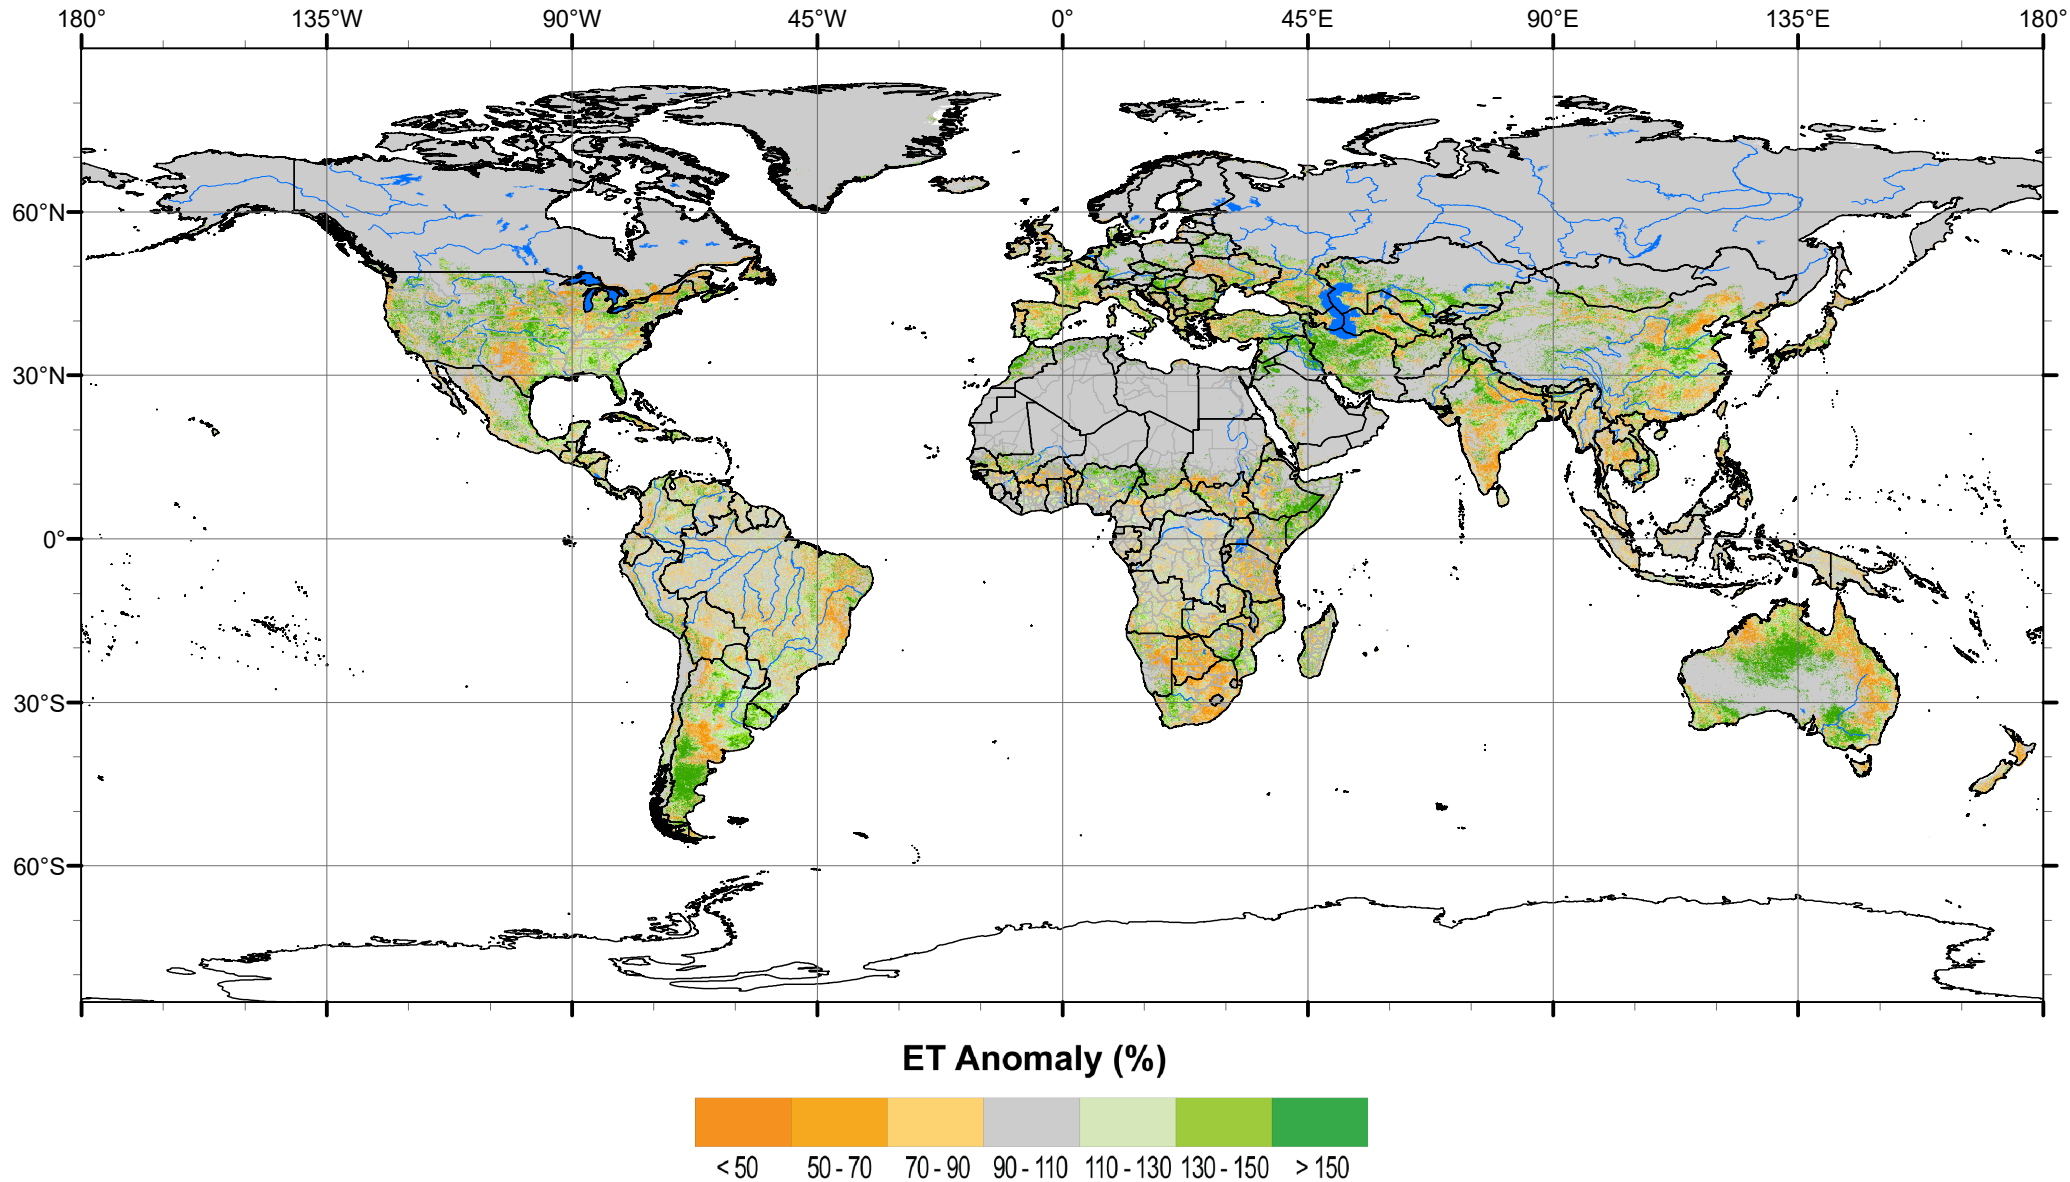 180° 135°W 90°W 45°W 0° 45°E 90°E 135°E 180°
60°N
30°N
0°
30°S
60°S
ET Anomaly (%)
< 50 50 - 70 70 - 90 90 - 110 110 - 130 130 - 150 > 150